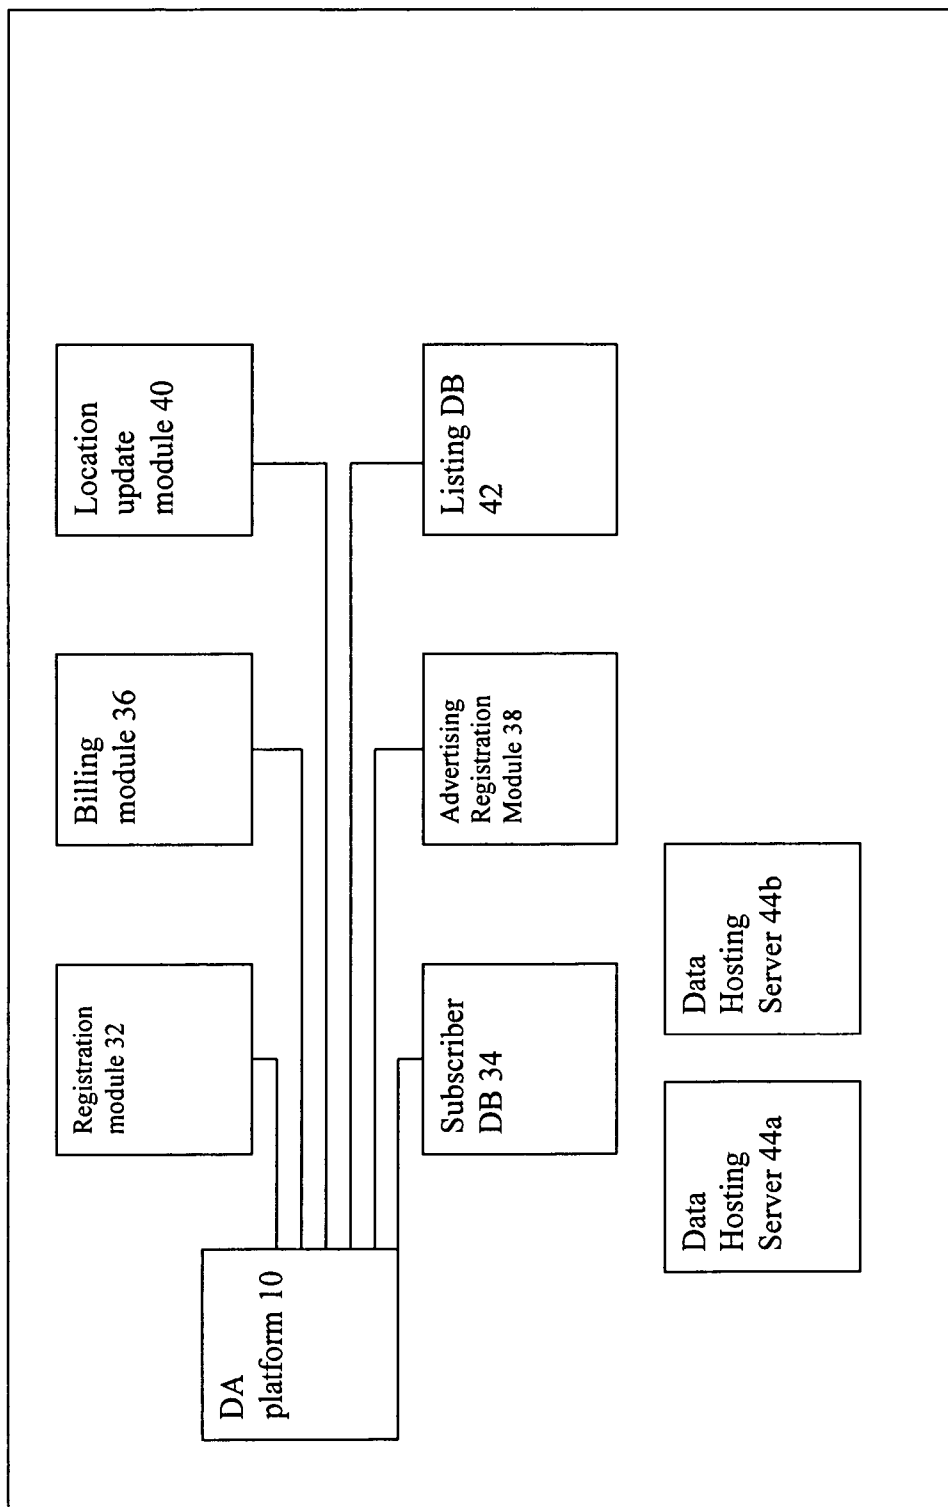 DA
platform 10
Registration
module 32
Billing
module 36
Location
update
module 40
Subscriber
DB 34
Advertising
Registration
Module 38
Listing DB
42
Data
Hosting
Server 44a
Data
Hosting
Server 44b